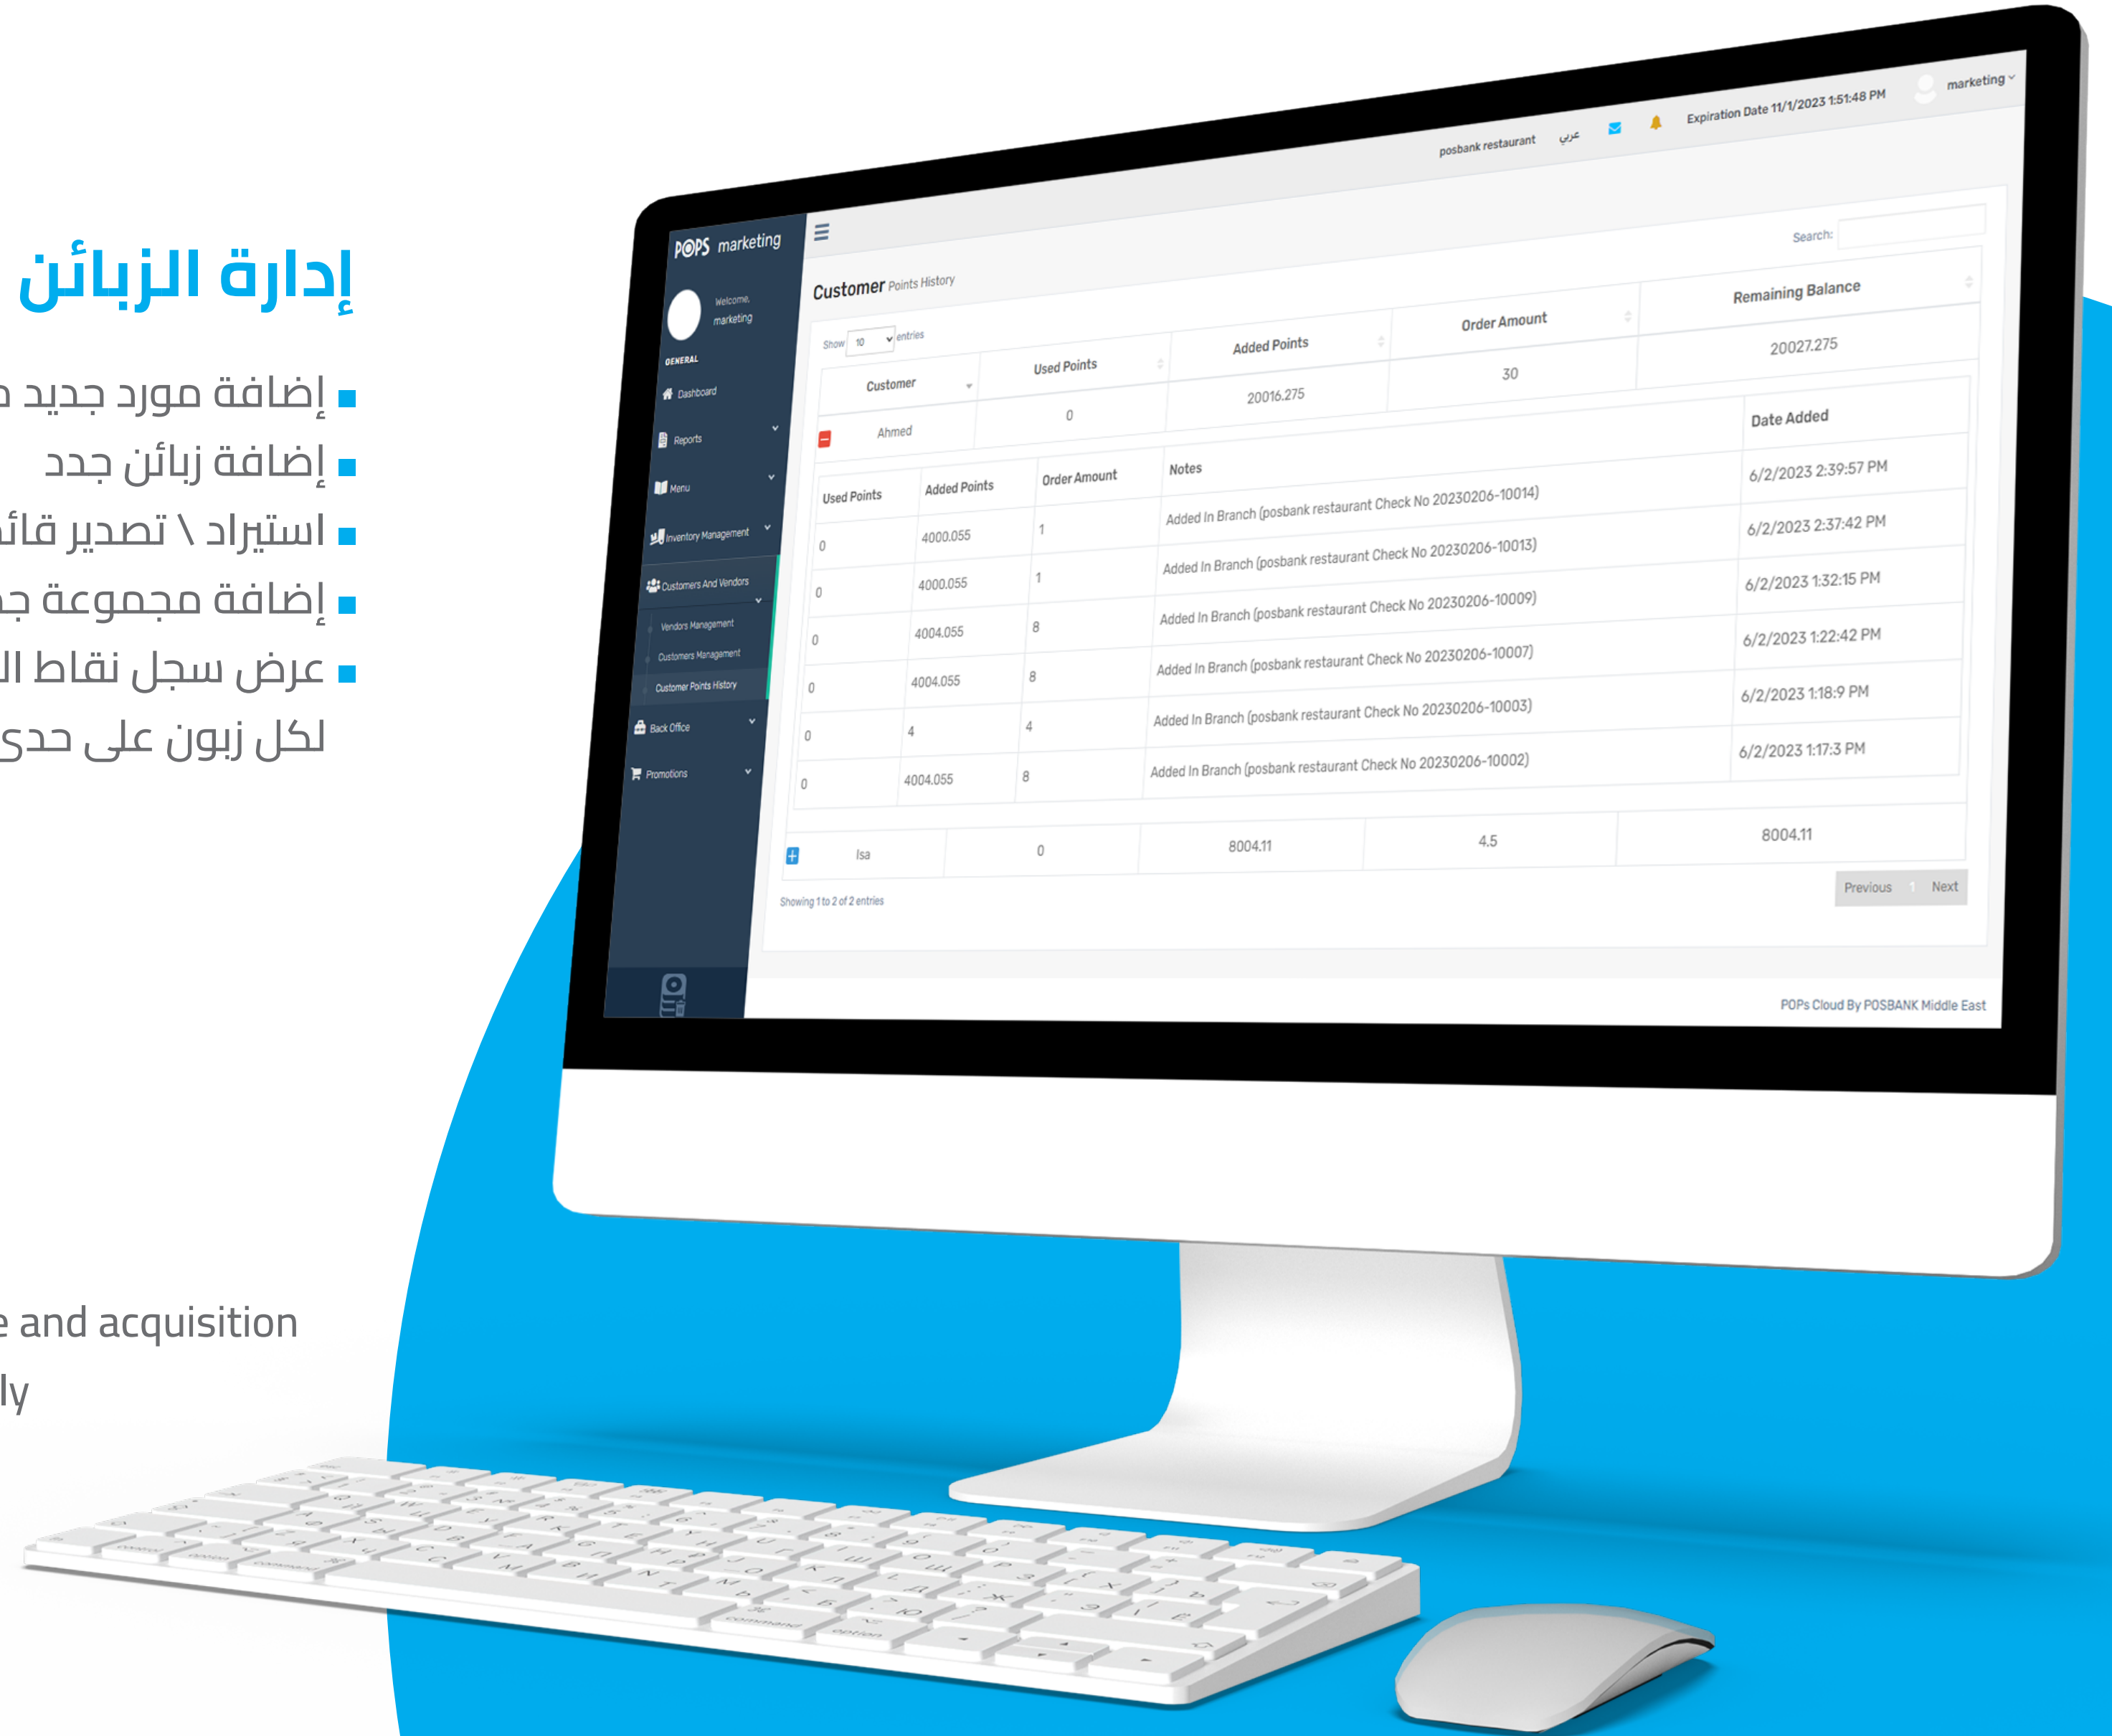 إدارة الزبائن
إضافة مورد جديد
إضافة زبائن جدد
استيراد \ تصدير
إضافة مجموعة
عرض سجل نقاط
لكل زبون على حدى
e and acquisition
ly
posbank restaurant عربي Expiration Date 11/1/2023 1:51:48 PM marketing
POPS marketing
Welcome,
marketing
GENERAL
Dashboard
Reports
Menu
Inventory Management
Customers And Vendors
Vendors Management
Customers Management
Customer Points History
Back Office
Promotions
Customer Points History
Search:
Show 10 entries
Customer Used Points Added Points Order Amount Remaining Balance
Ahmed 0 20016.275 30 20027.275
Used Points Added Points Order Amount Notes Date Added
0 4000.055 1 Added In Branch (posbank restaurant Check No 20230206-10014) 6/2/2023 2:39:57 PM
0 4000.055 1 Added In Branch (posbank restaurant Check No 20230206-10013) 6/2/2023 2:37:42 PM
0 4004.055 8 Added In Branch (posbank restaurant Check No 20230206-10009) 6/2/2023 1:32:15 PM
0 4004.055 8 Added In Branch (posbank restaurant Check No 20230206-10007) 6/2/2023 1:22:42 PM
0 4 4 Added In Branch (posbank restaurant Check No 20230206-10003) 6/2/2023 1:18:9 PM
0 4004.055 8 Added In Branch (posbank restaurant Check No 20230206-10002) 6/2/2023 1:17:3 PM
Isa 0 8004.11 4.5 8004.11
Showing 1 to 2 of 2 entries
Previous 1 Next
POPs Cloud By POSBANK Middle East
command
option